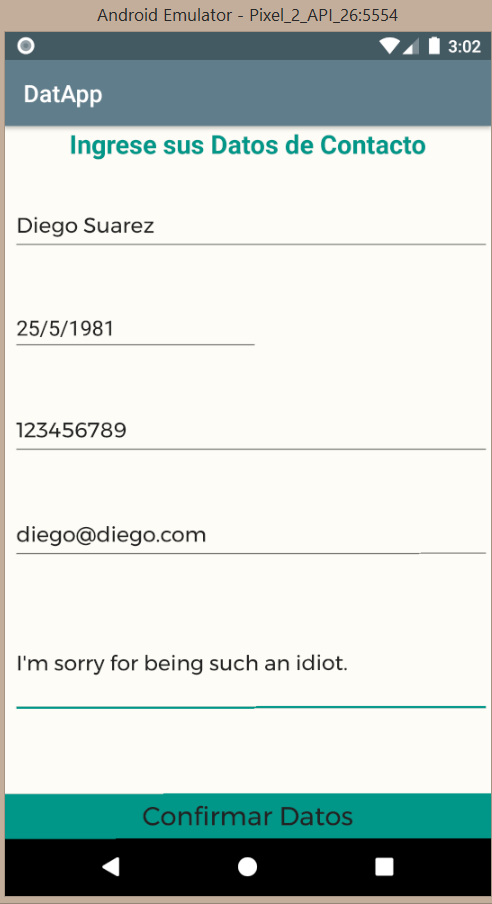 Android Emulator - Pixel_2_API_26:5554
3:02
DatApp
Ingrese sus Datos de Contacto
Diego Suarez
25/5/1981
123456789
diego@diego.com
I'm sorry for being such an idiot.
Confirmar Datos